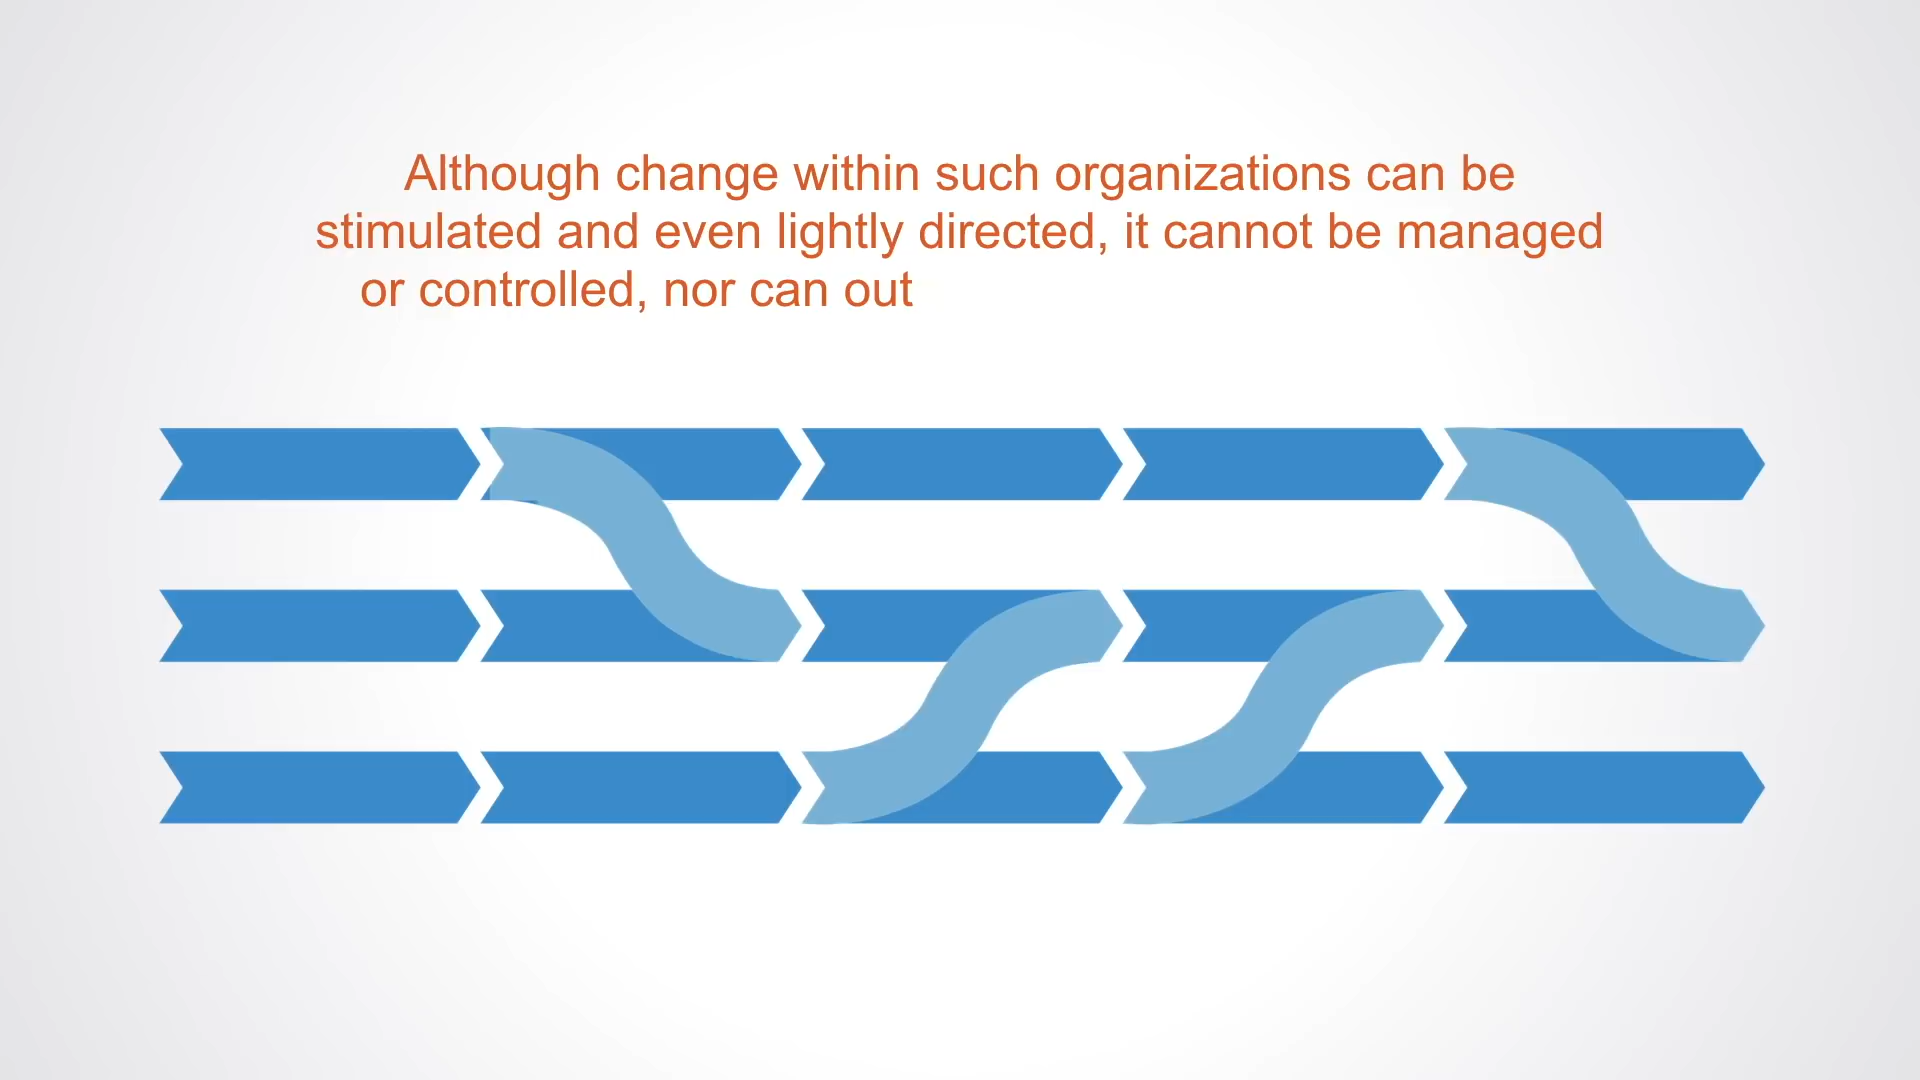 Although change within such organizations can be
stimulated and even lightly directed, it cannot be managed
or controlled, nor can out